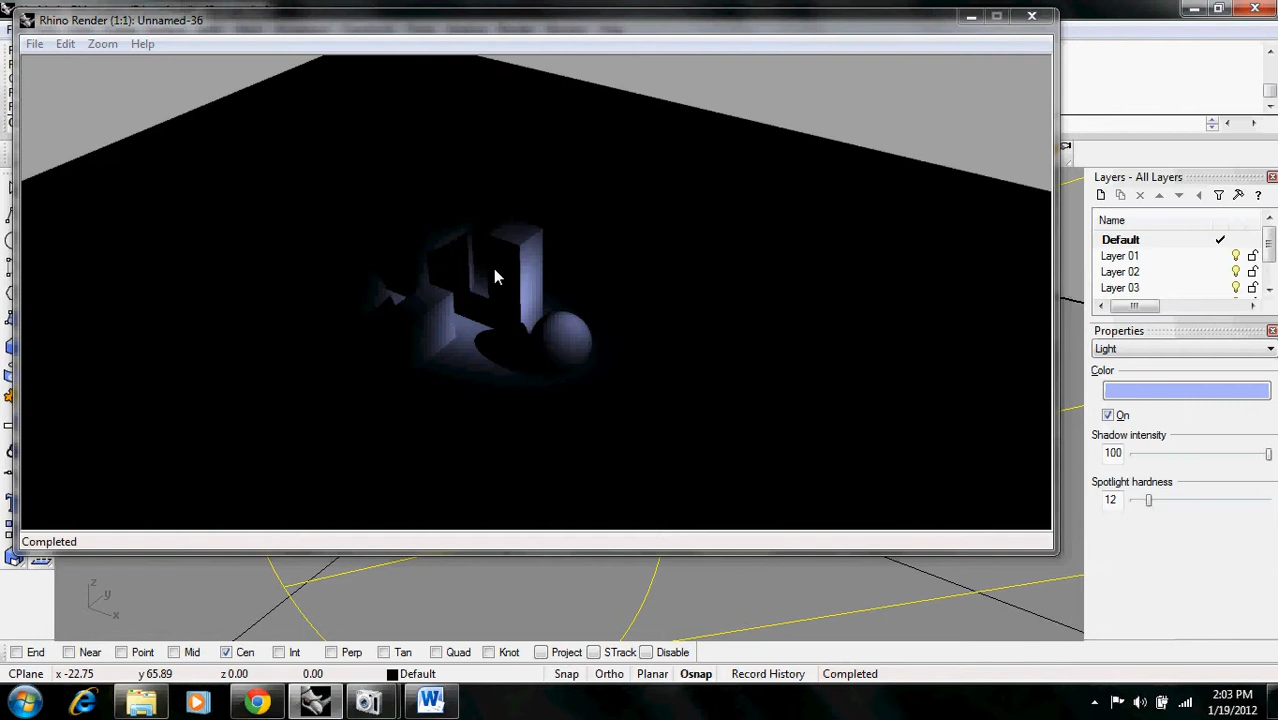 Rhino Render (1:1): Unnamed-36
File Edit Zoom Help
Layers - All Layers
Name
Default
Layer 01
Layer 02
Layer 03
Properties
Light
Color
On
Shadow intensity
100
Spotlight hardness
12
Completed
z
y
x
End Near Point Mid Cen Int Perp Tan Quad Knot Project STrack Disable
CPlane x -22.75 y 65.89 z 0.00 0.00 Default Snap Ortho Planar Osnap Record History Completed
2:03 PM
1/19/2012